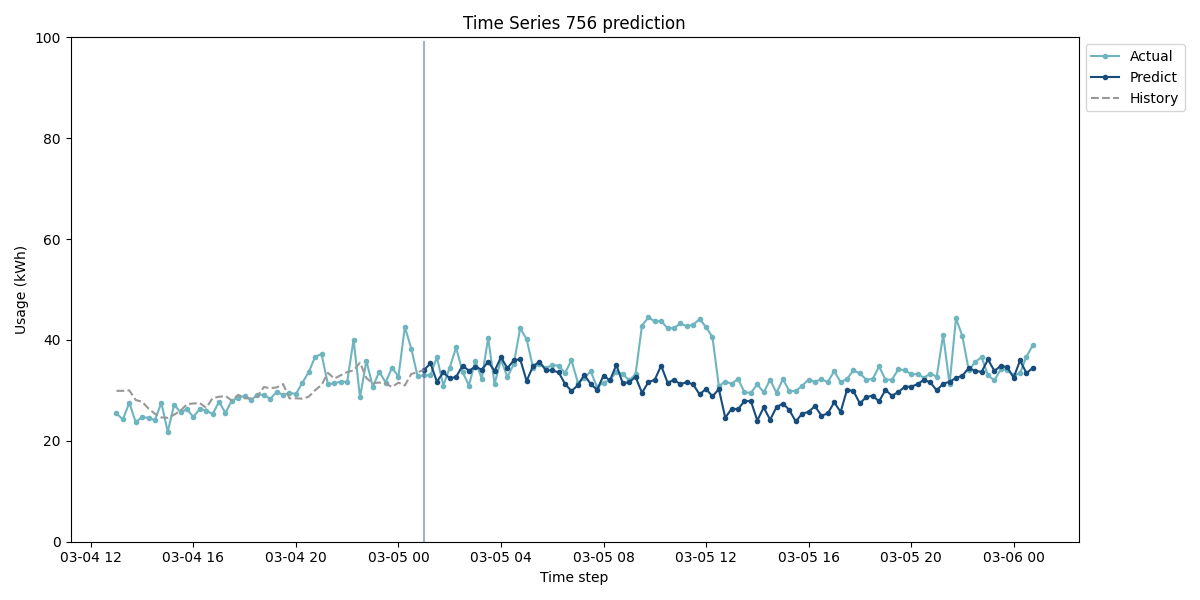 Time Series 756 prediction
100
80
60
40
20
0
Usage (kWh)
03-04 12
03-04 16
03-04 20
03-05 00
03-05 04
03-05 08
03-05 12
03-05 16
03-05 20
03-06 00
Time step
Actual
Predict
History